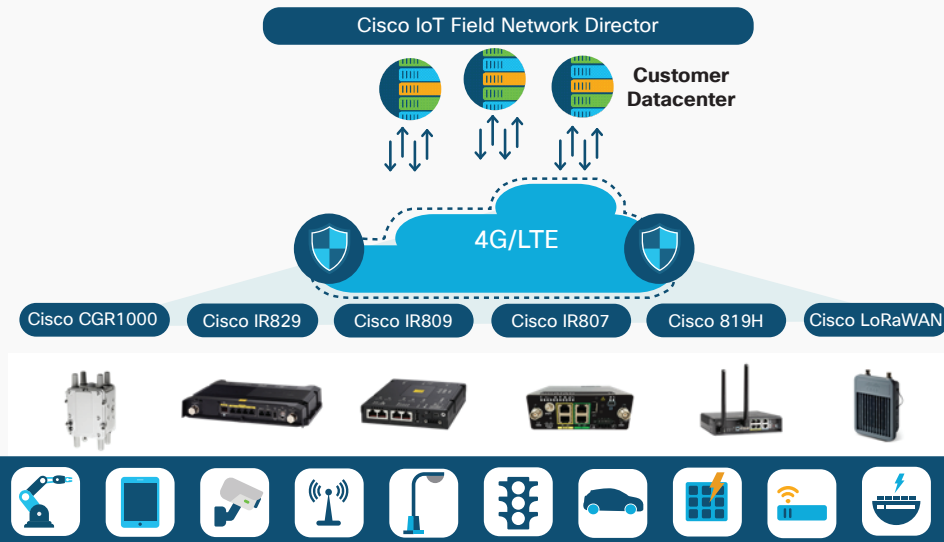 Cisco IoT Field Network Director
Customer
Datacenter
4G/LTE
Cisco CGR1000
Cisco IR829
Cisco IR809
Cisco IR807
Cisco 819H
Cisco LoRaWAN